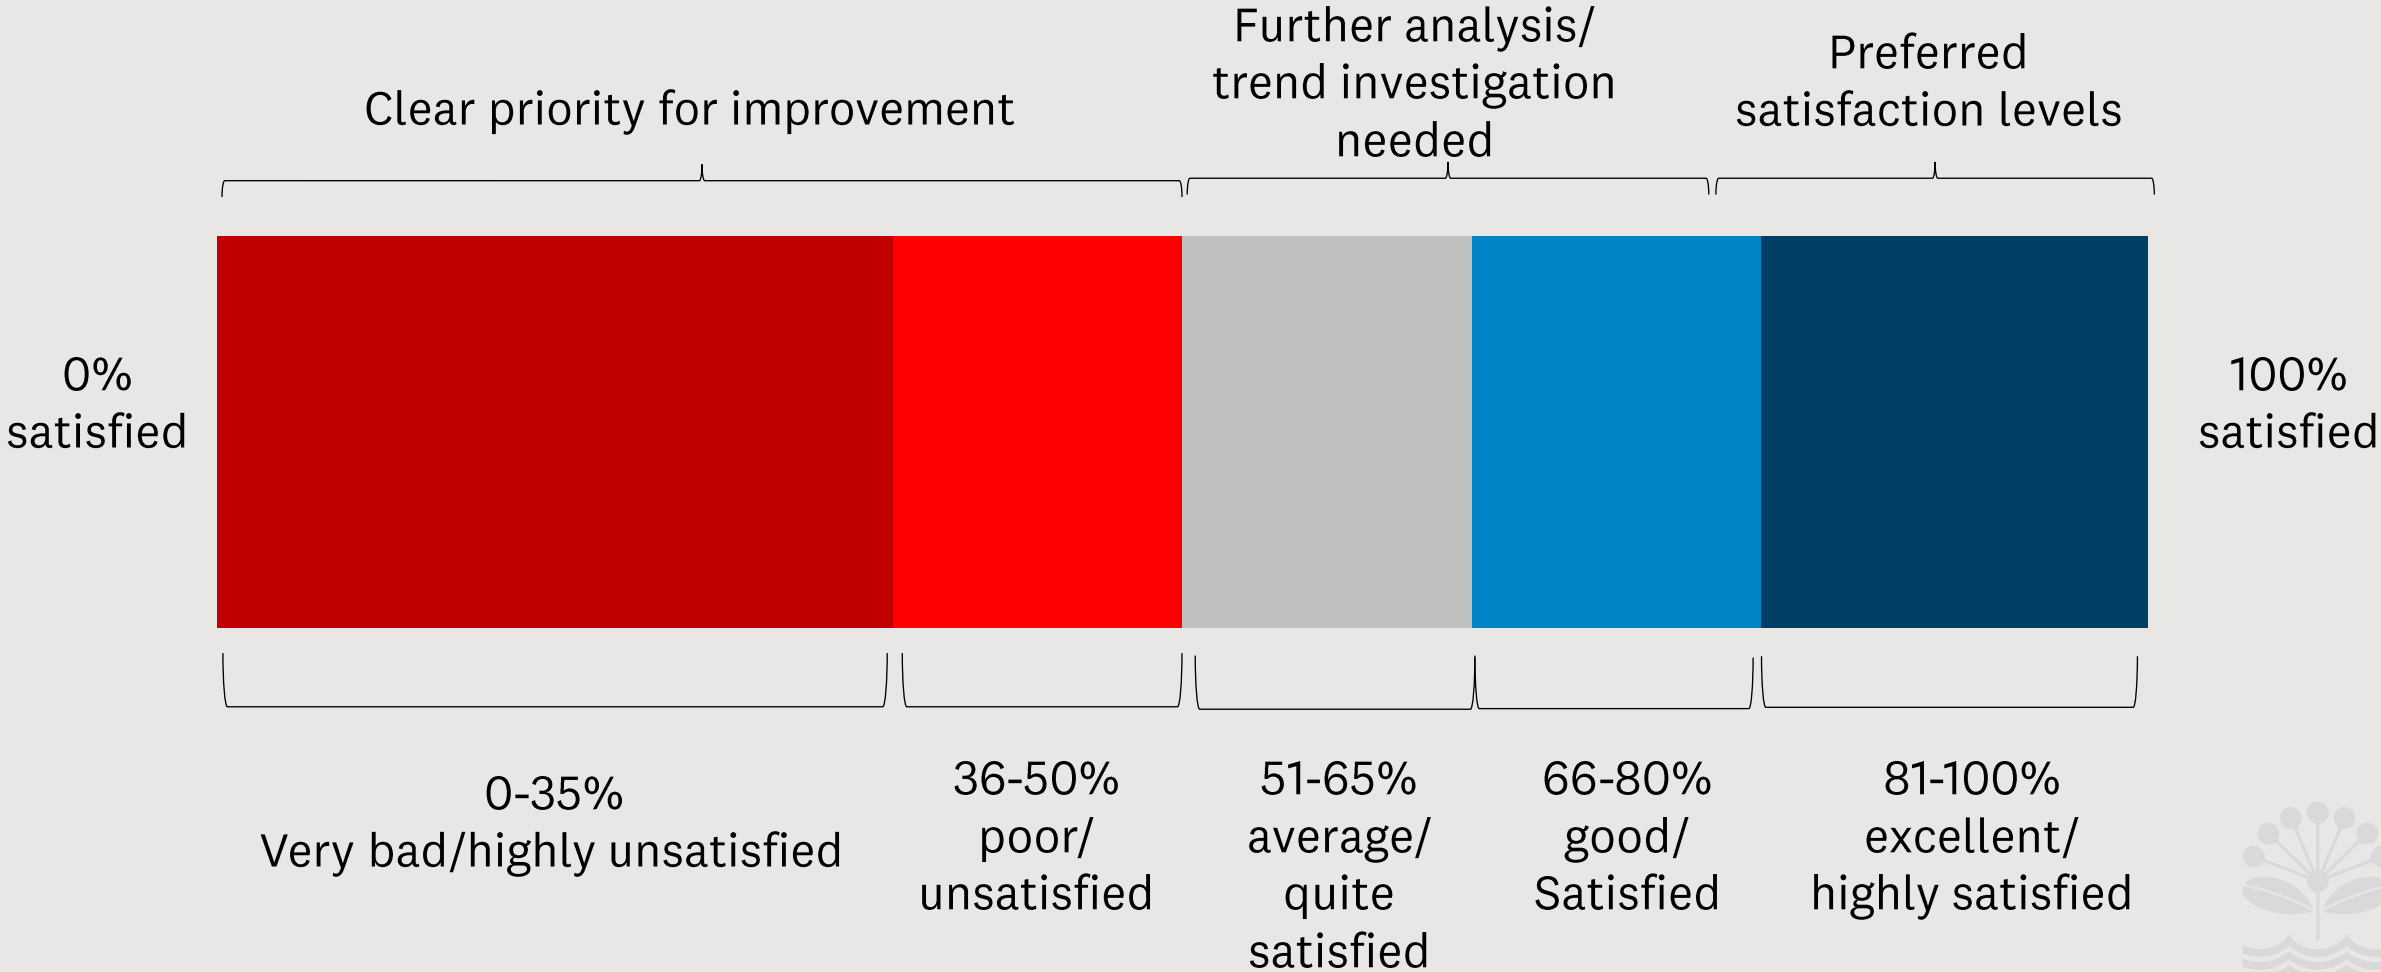 Clear priority for improvement
Further analysis/
trend investigation
needed
Preferred
satisfaction levels
0%
satisfied
100%
satisfied
0-35%
Very bad/highly unsatisfied
36-50%
poor/
unsatisfied
51-65%
average/
quite
satisfied
66-80%
good/
Satisfied
81-100%
excellent/
highly satisfied